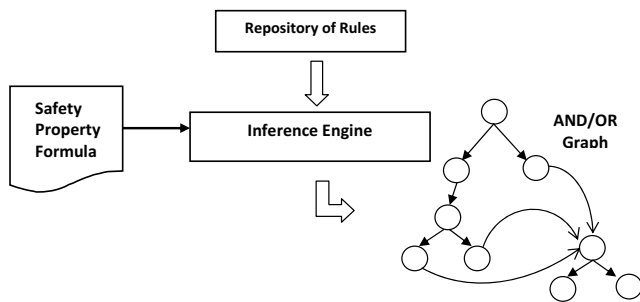 Repository of Rules
Safety
Property
Formula
Inference Engine
AND/OR
Graph